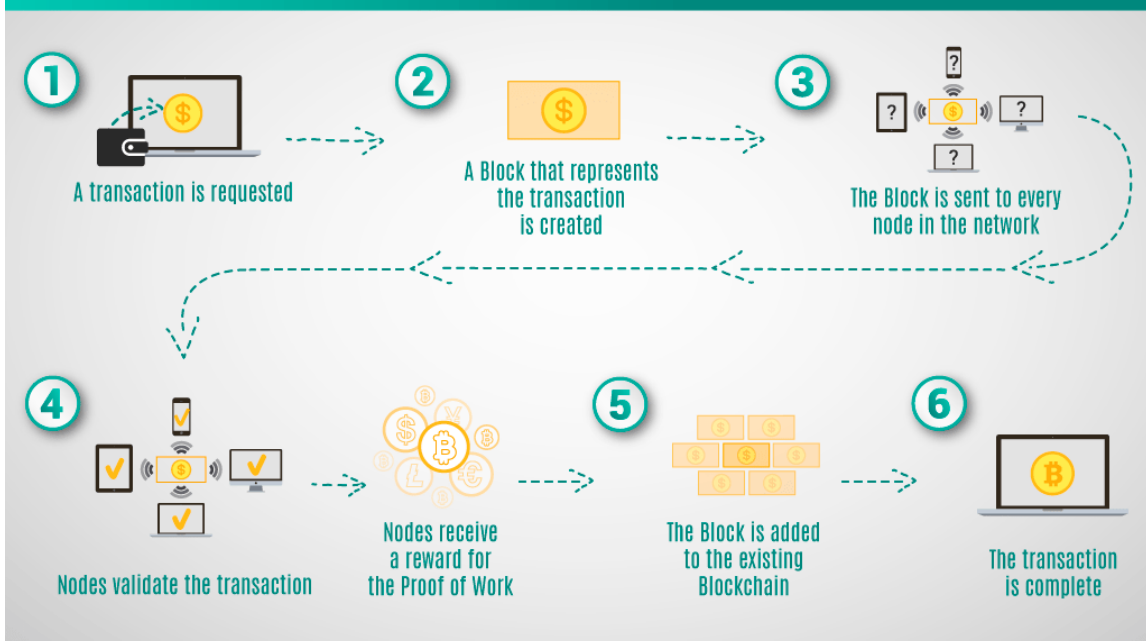 1
A transaction is requested
2
A Block that represents
the transaction
is created
3
The Block is sent to every
node in the network
4
Nodes validate the transaction
Nodes receive
a reward for
the Proof of Work
5
The Block is added
to the existing
Blockchain
6
The transaction
is complete